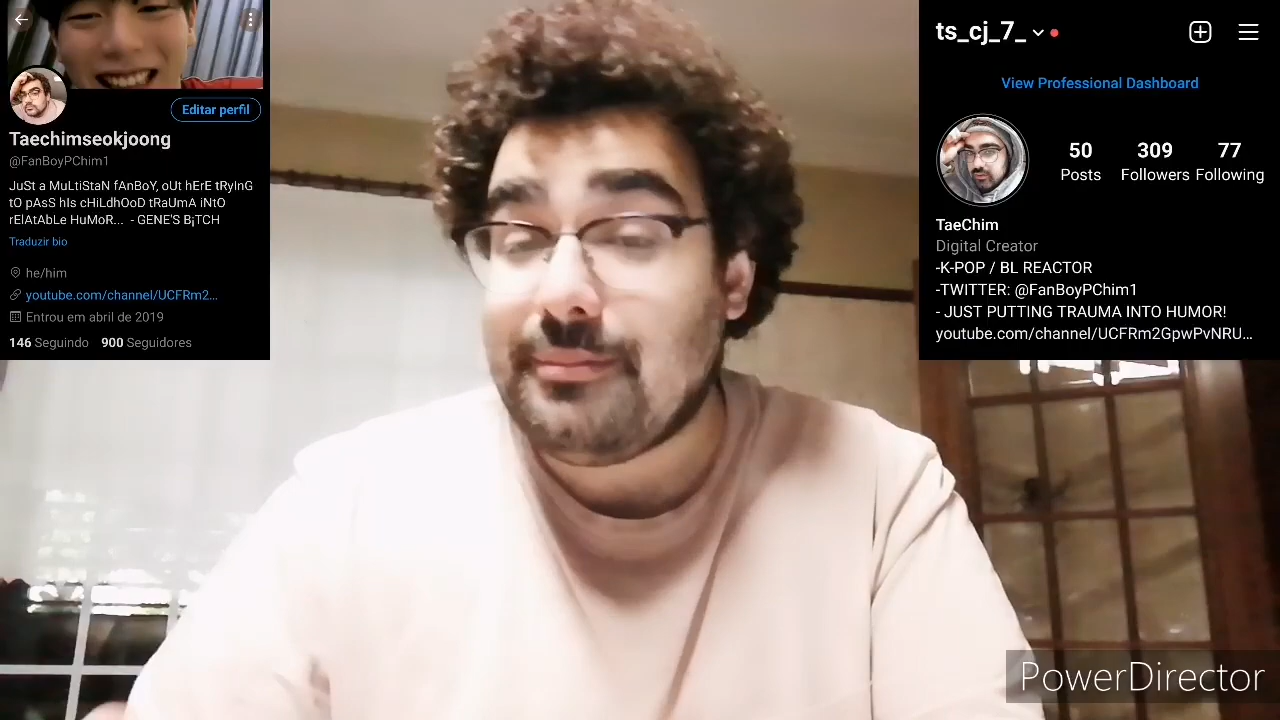 Editar perfil
Taechimseokjoong
@FanBoyPChim1
JuSt a MuLtiStaN fAnBoY, oUt hErE tRyInG
tO pAsS hIs cHiLdhOoD tRaUmA iNtO
rElAtAbLe HuMoR... - GENE'S B¡TCH
Traduzir bio
he/him
youtube.com/channel/UCFRm2...
Entrou em abril de 2019
146 Seguindo 900 Seguidores
ts_cj_7_
View Professional Dashboard
50 309 77
Posts Followers Following
TaeChim
Digital Creator
-K-POP / BL REACTOR
-TWITTER: @FanBoyPChim1
- JUST PUTTING TRAUMA INTO HUMOR!
youtube.com/channel/UCFRm2GpwPvNRU...
PowerDirector